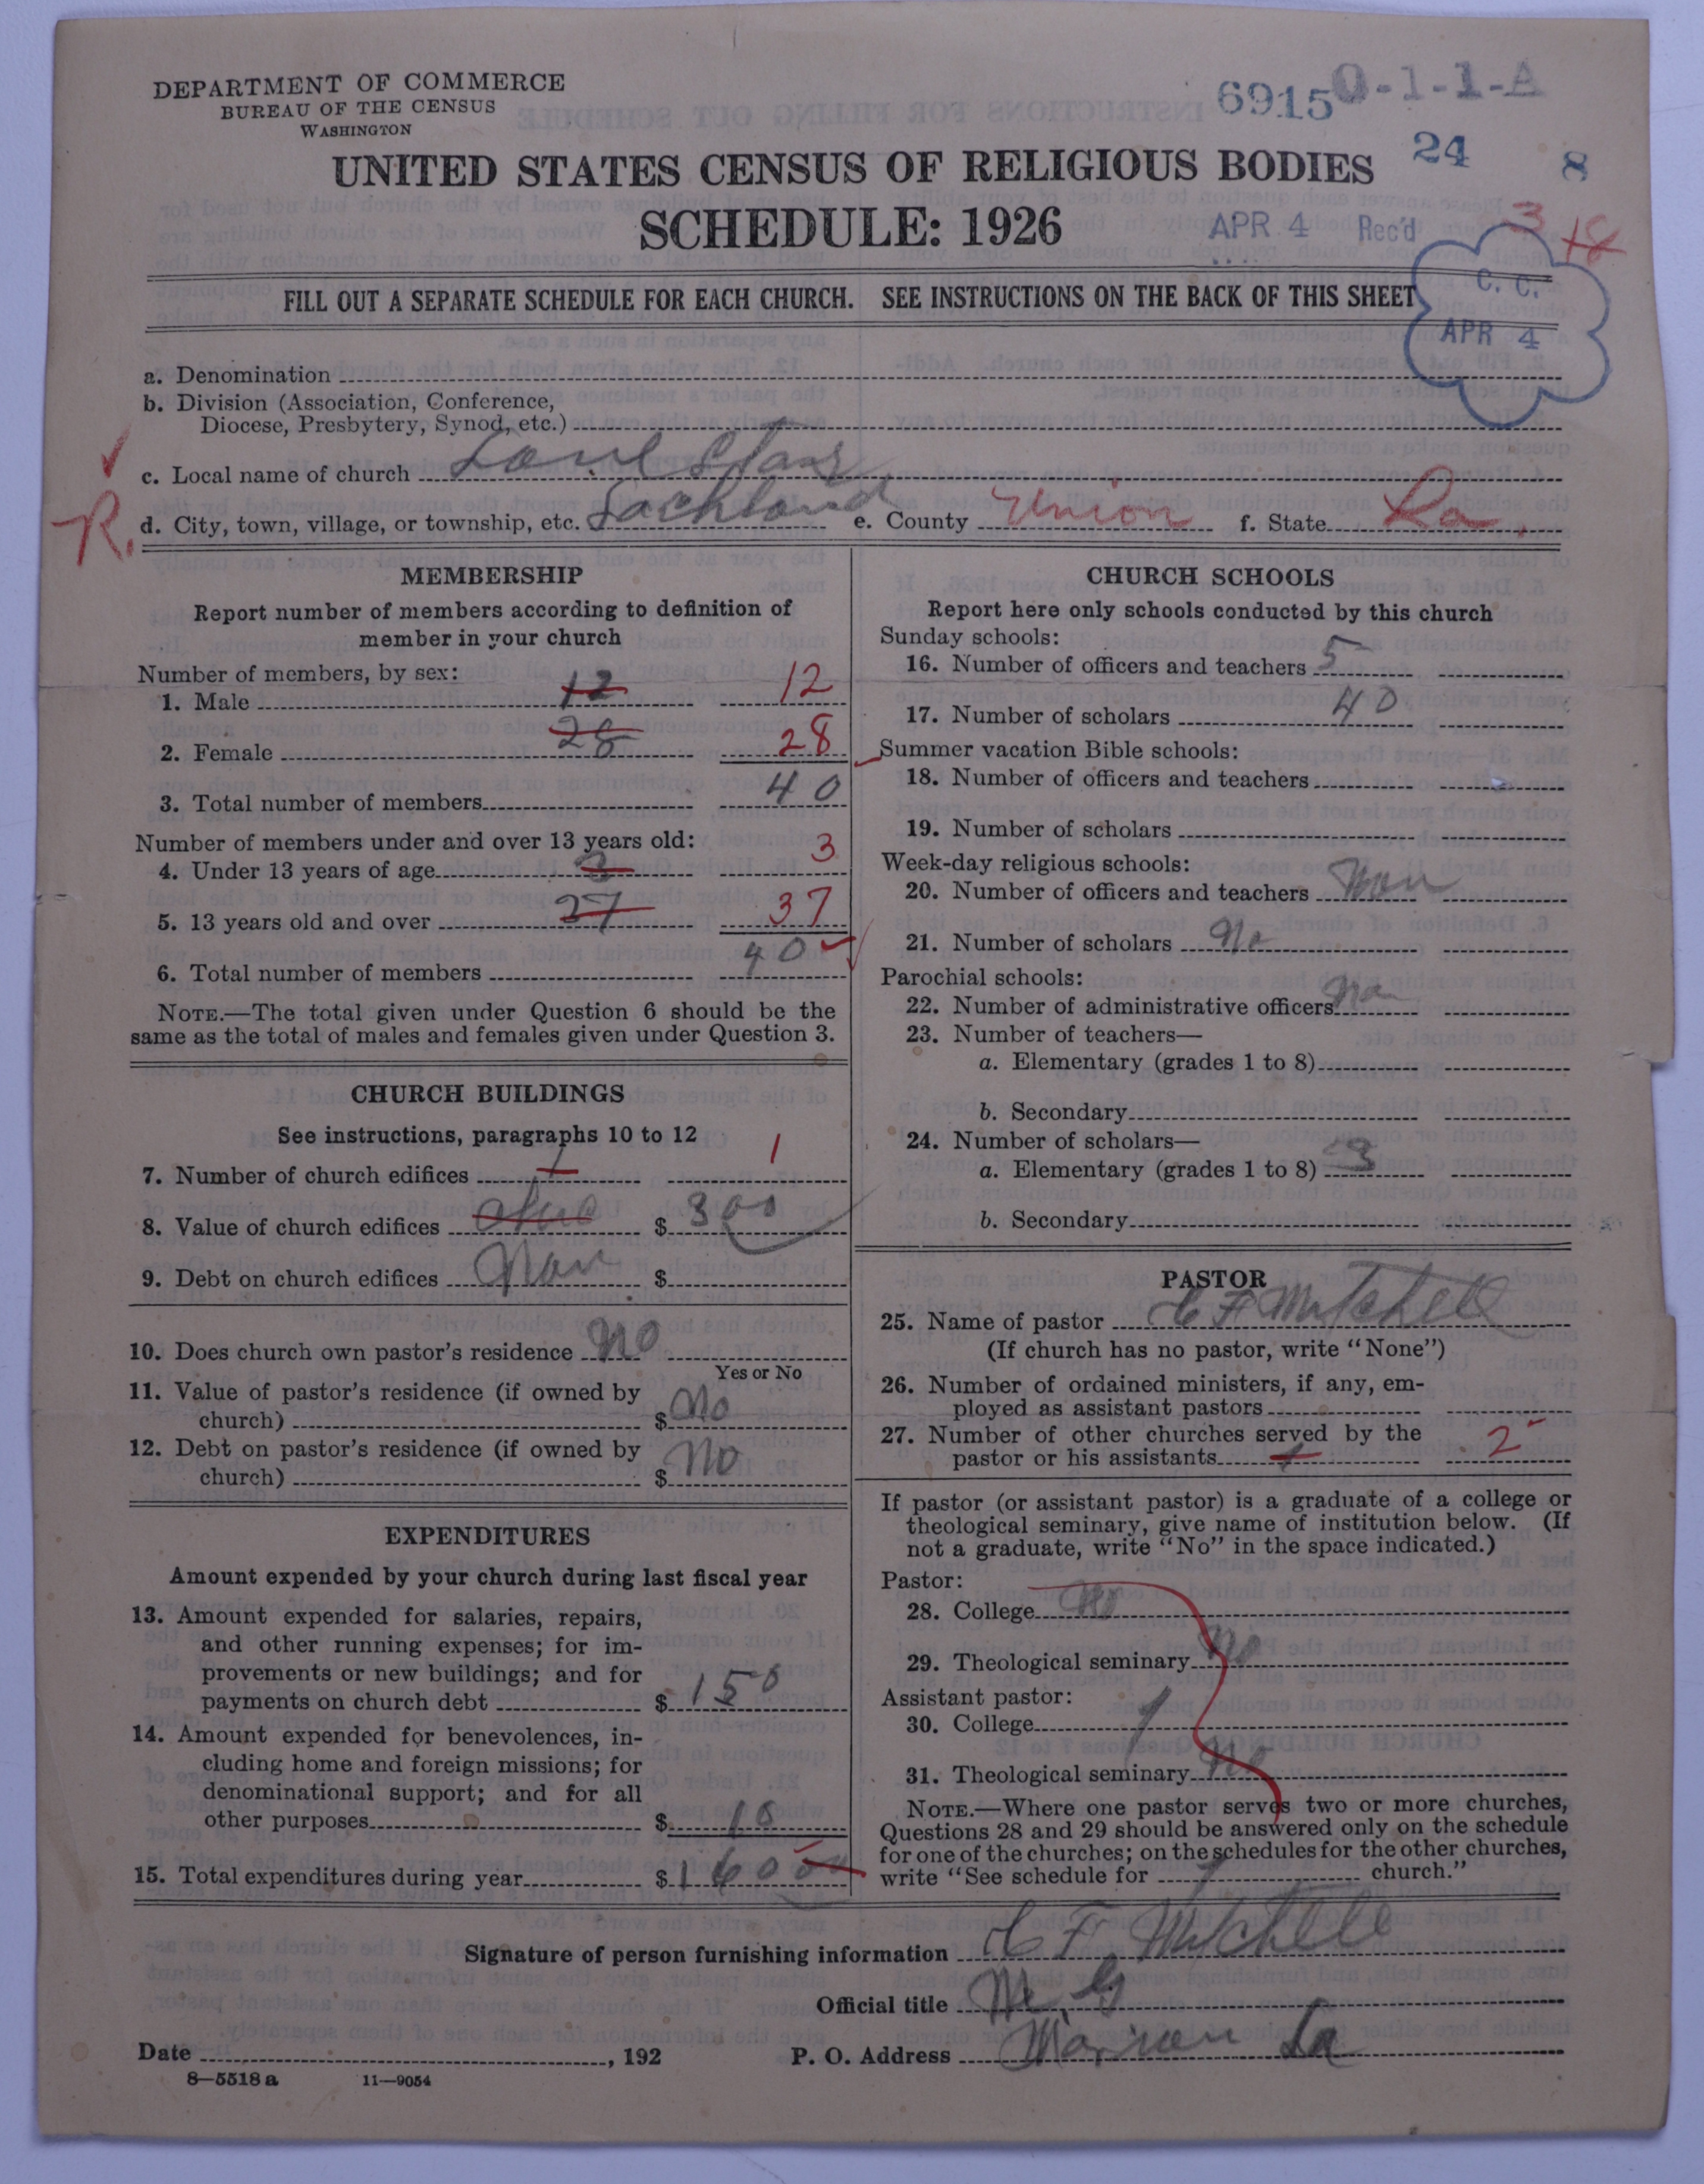 DEPARTMENT OF COMMERCE
BUREAU OF THE CENSUS
WASHINGTON
6915 0-1-1-A
24 8
UNITED STATES CENSUS OF RELIGIOUS BODIES
SCHEDULE: 1926
APR 4 Rec'd
3 18
FILL OUT A SEPARATE SCHEDULE FOR EACH CHURCH. SEE INSTRUCTIONS ON THE BACK OF THIS SHEET
C. C.
APR 4
a. Denomination
b. Division (Association, Conference,
Diocese, Presbytery, Synod, etc.)
c. Local name of church Lone Star
R. d. City, town, village, or township, etc. e. County Union f. State La.
MEMBERSHIP
Report number of members according to definition of
member in your church
Number of members, by sex:
1. Male 12 12
2. Female 28 28
3. Total number of members 40
Number of members under and over 13 years old:
4. Under 13 years of age 3 3
5. 13 years old and over 27 37
6. Total number of members 40
NOTE.—The total given under Question 6 should be the
same as the total of males and females given under Question 3.
CHURCH BUILDINGS
See instructions, paragraphs 10 to 12
7. Number of church edifices 1 1
8. Value of church edifices $ 300
9. Debt on church edifices Non $
10. Does church own pastor's residence No
Yes or No
11. Value of pastor's residence (if owned by
church) $ No
12. Debt on pastor's residence (if owned by
church) $ No
EXPENDITURES
Amount expended by your church during last fiscal year
13. Amount expended for salaries, repairs,
and other running expenses; for im-
provements or new buildings; and for
payments on church debt $ 150
14. Amount expended for benevolences, in-
cluding home and foreign missions; for
denominational support; and for all
other purposes $ 10
15. Total expenditures during year $ 160 00
CHURCH SCHOOLS
Report here only schools conducted by this church
Sunday schools:
16. Number of officers and teachers 5
17. Number of scholars 40
Summer vacation Bible schools:
18. Number of officers and teachers
19. Number of scholars
Week-day religious schools:
20. Number of officers and teachers Non
21. Number of scholars No
Parochial schools:
22. Number of administrative officers No
23. Number of teachers—
a. Elementary (grades 1 to 8)
b. Secondary
24. Number of scholars—
a. Elementary (grades 1 to 8) 3
b. Secondary
PASTOR
25. Name of pastor C F Mitchell
(If church has no pastor, write "None")
26. Number of ordained ministers, if any, em-
ployed as assistant pastors
27. Number of other churches served by the
pastor or his assistants 1 2
If pastor (or assistant pastor) is a graduate of a college or
theological seminary, give name of institution below. (If
not a graduate, write "No" in the space indicated.)
Pastor:
28. College No
29. Theological seminary No
Assistant pastor:
30. College
31. Theological seminary No
NOTE.—Where one pastor serves two or more churches,
Questions 28 and 29 should be answered only on the schedule
for one of the churches; on the schedules for the other churches,
write "See schedule for church."
Signature of person furnishing information C F. Mitchell
Official title M. G
Date , 192 P. O. Address Marion La
8—5518 a 11—9054